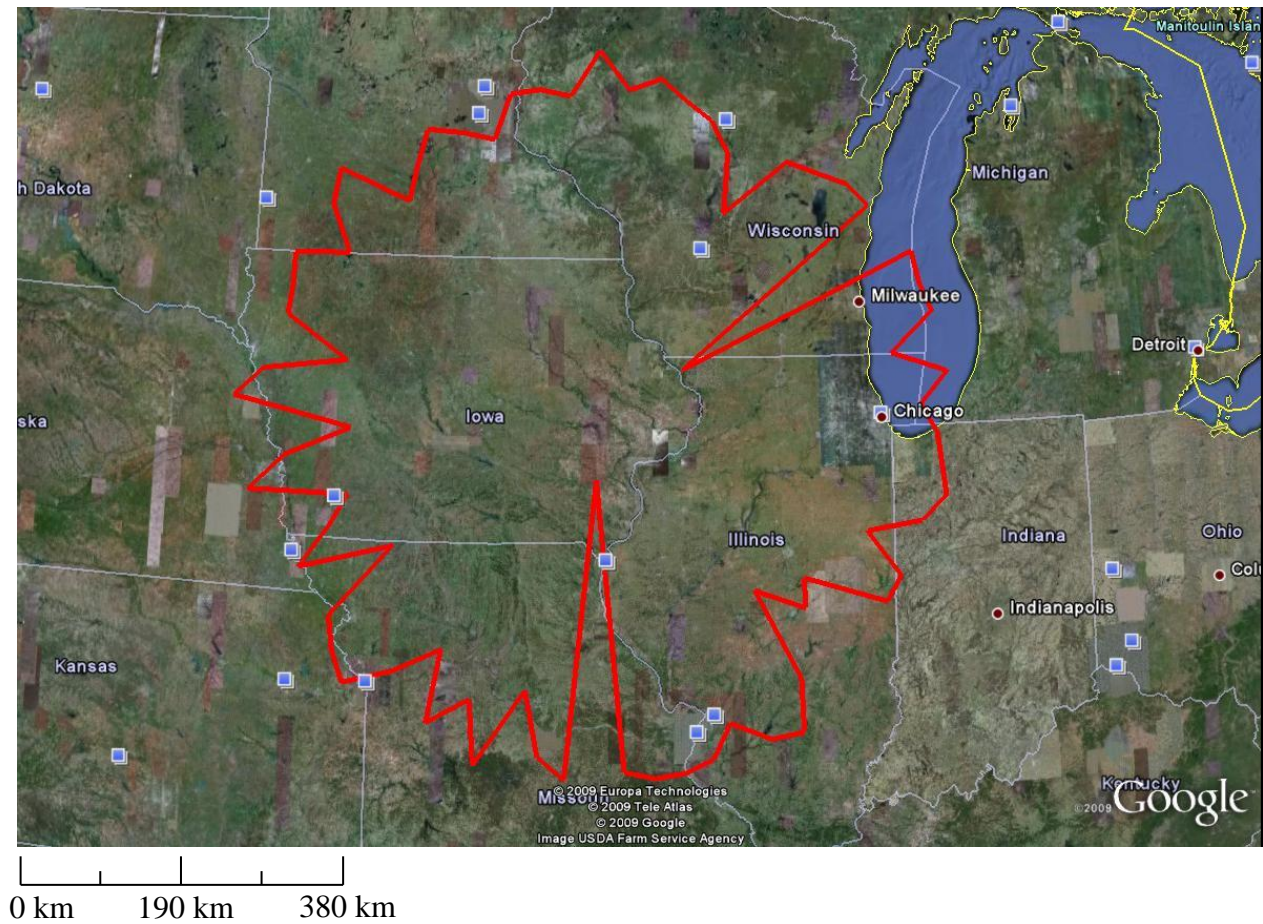 Manitoulin Islan
h Dakota
Michigan
Wisconsin
Milwaukee
Detroit
Chicago
ska
Iowa
Illinois
Indiana
Ohio
Colu
Indianapolis
Kansas
Missouri
Kentucky
© 2009 Europa Technologies
© 2009 Tele Atlas
© 2009 Google
Image USDA Farm Service Agency
©2009 Google
0 km 190 km 380 km